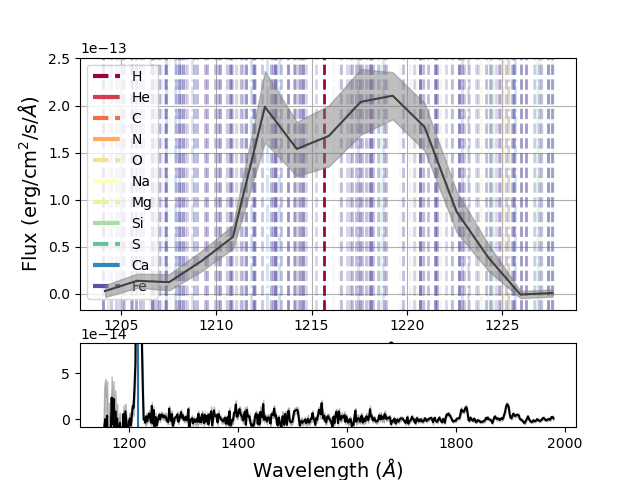 1e−13
2.5
2.0
1.5
1.0
0.5
0.0
Flux (erg/cm²/s/Å)
H
He
C
N
O
Na
Mg
Si
S
Ca
Fe
1205 1210 1215 1220 1225
1e−14
5
0
1200 1400 1600 1800 2000
Wavelength (Å)